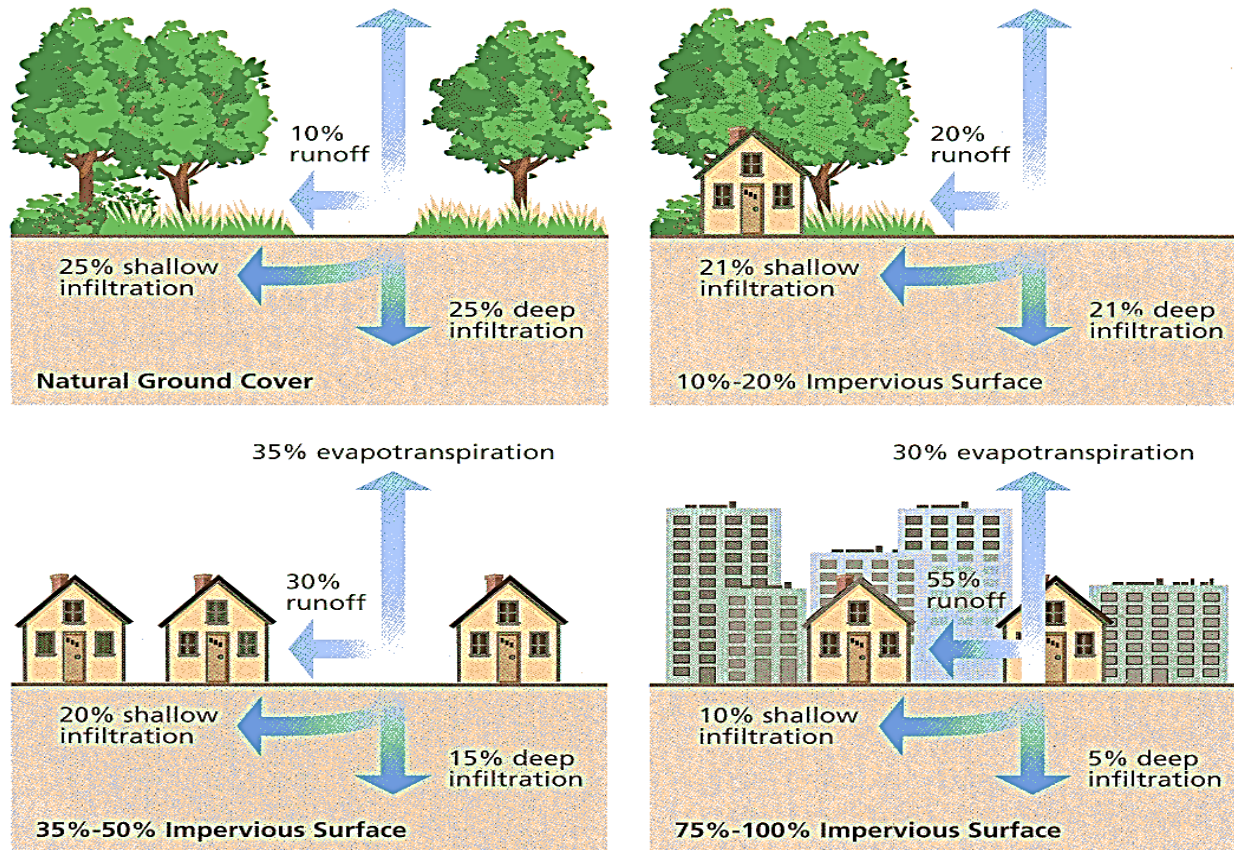 10%
runoff
25% shallow
infiltration
25% deep
infiltration
Natural Ground Cover
20%
runoff
21% shallow
infiltration
21% deep
infiltration
10%-20% Impervious Surface
35% evapotranspiration
30%
runoff
20% shallow
infiltration
15% deep
infiltration
35%-50% Impervious Surface
30% evapotranspiration
55%
runoff
10% shallow
infiltration
5% deep
infiltration
75%-100% Impervious Surface